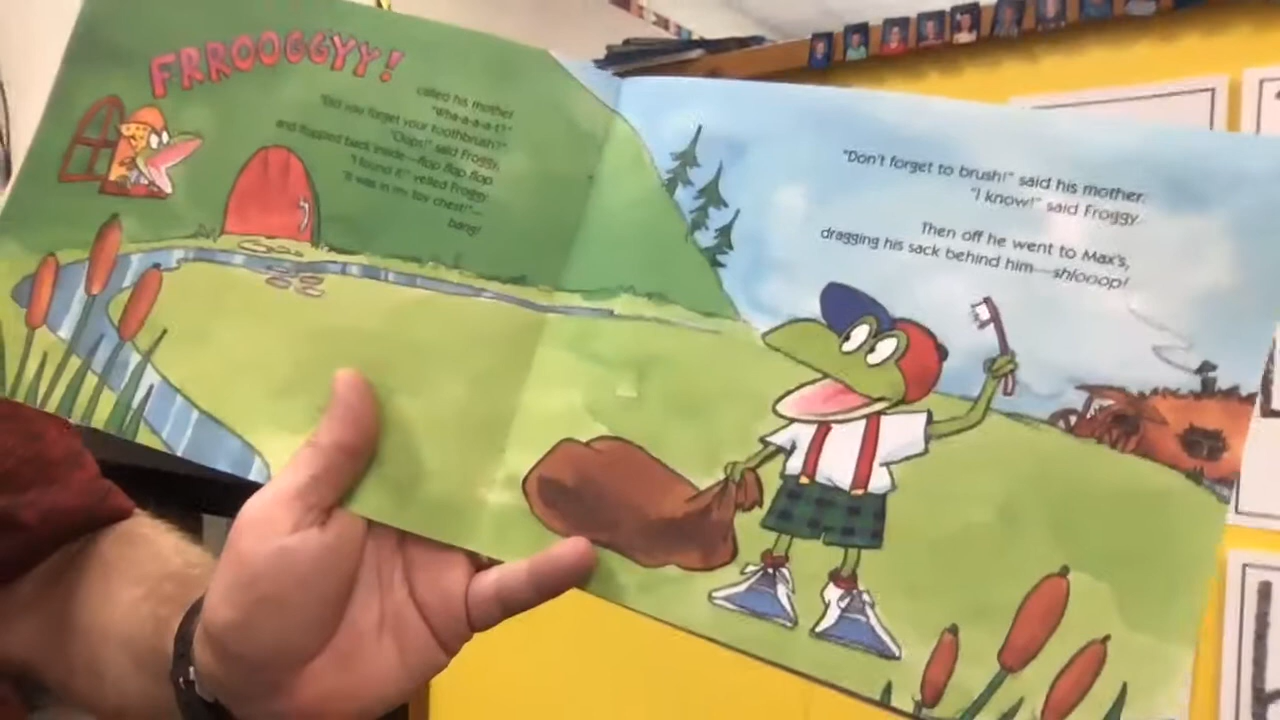 FRROOGGYY!
called his mother.
"Wha-a-a-a-t?"
"Did you forget your toothbrush?"
"Oops!" said Froggy,
and flopped back inside—flop flop flop.
"I found it!" yelled Froggy.
"It was in my toy chest!"—
bang!
"Don't forget to brush!" said his mother.
"I know!" said Froggy.
Then off he went to Max's,
dragging his sack behind him—shlooop!